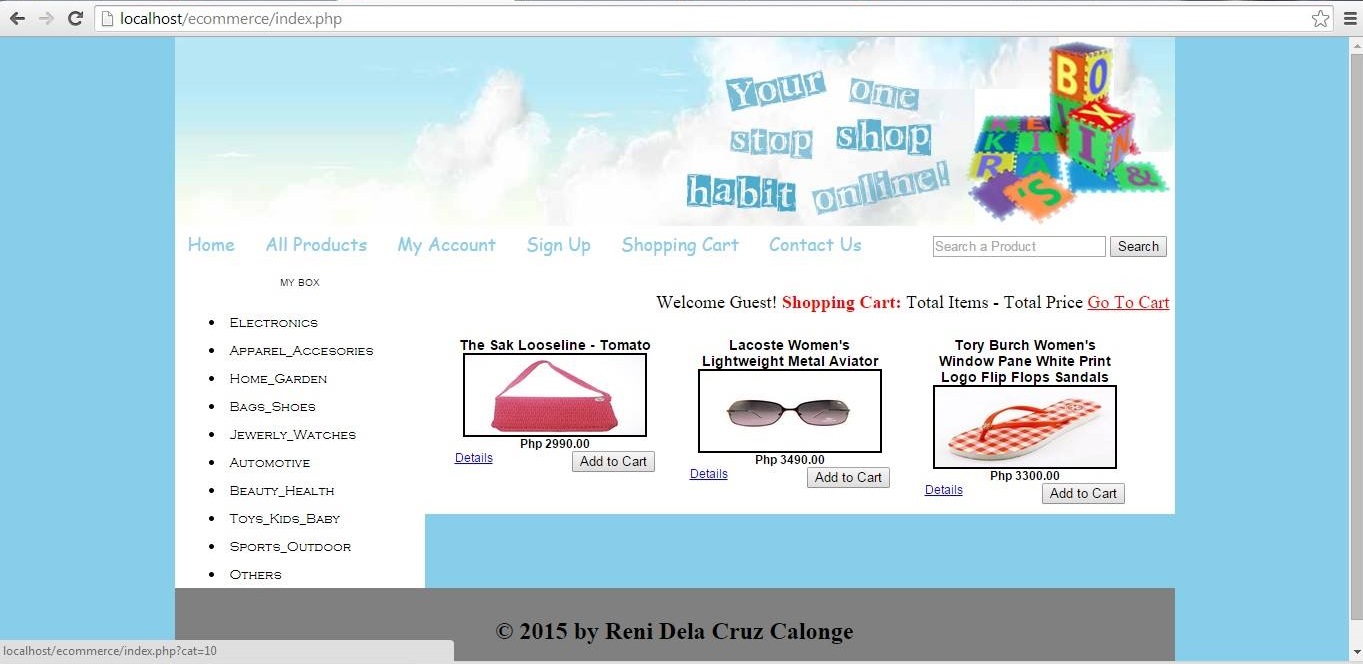 localhost/ecommerce/index.php
Your one
stop shop
habit online!
BO
X
IN
&
KEI
KRIA'S
Home All Products My Account Sign Up Shopping Cart Contact Us Search a Product Search
MY BOX
Welcome Guest! Shopping Cart: Total Items - Total Price Go To Cart
Electronics
Apparel_Accesories
Home_Garden
Bags_Shoes
Jewerly_Watches
Automotive
Beauty_Health
Toys_Kids_Baby
Sports_Outdoor
Others
The Sak Looseline - Tomato
Php 2990.00
Details Add to Cart
Lacoste Women's
Lightweight Metal Aviator
Php 3490.00
Details Add to Cart
Tory Burch Women's
Window Pane White Print
Logo Flip Flops Sandals
Php 3300.00
Details Add to Cart
© 2015 by Reni Dela Cruz Calonge
localhost/ecommerce/index.php?cat=10